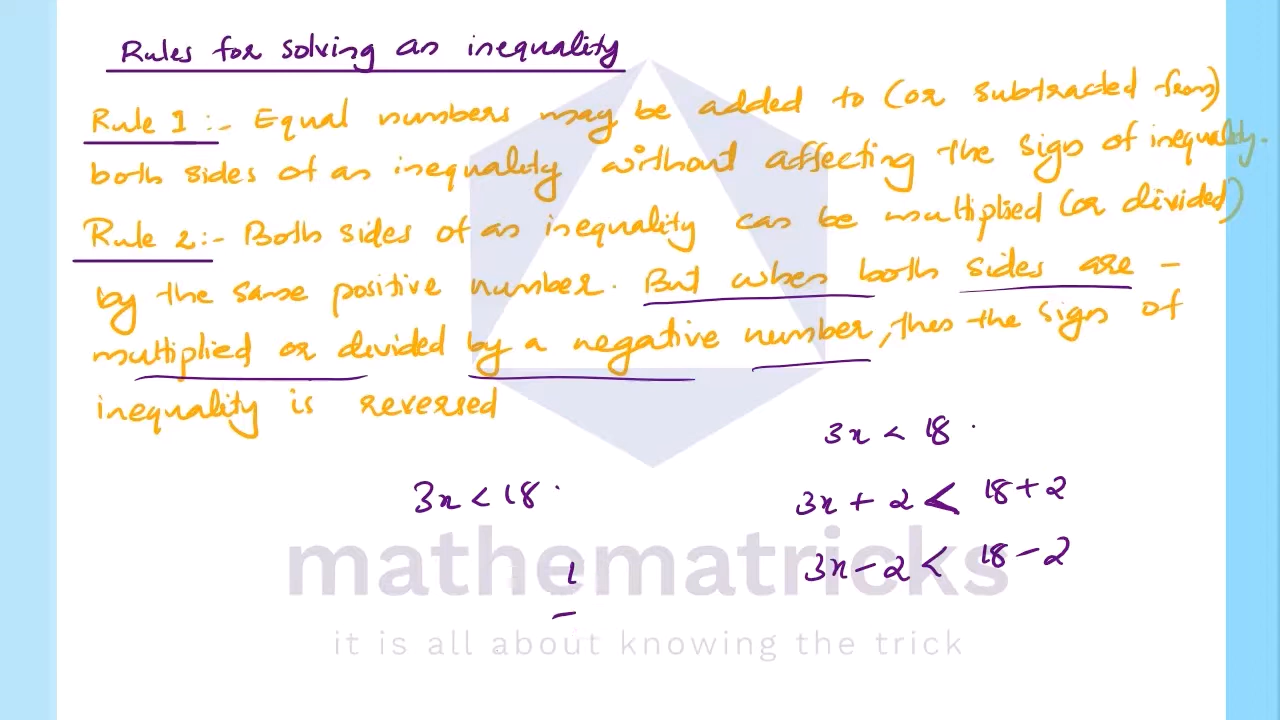 Rules for solving an inequality
Rule 1 :- Equal numbers may be added to (or subtracted from)
both sides of an inequality without affecting the sign of inequality.
Rule 2 :- Both sides of an inequality can be multiplied (or divided)
by the same positive number. But when both sides are -
multiplied or divided by a negative number, then the sign of
inequality is reversed
3x < 18
3x < 18
3x + 2 < 18 + 2
3x - 2 < 18 - 2
1
mathematricks
it is all about knowing the trick